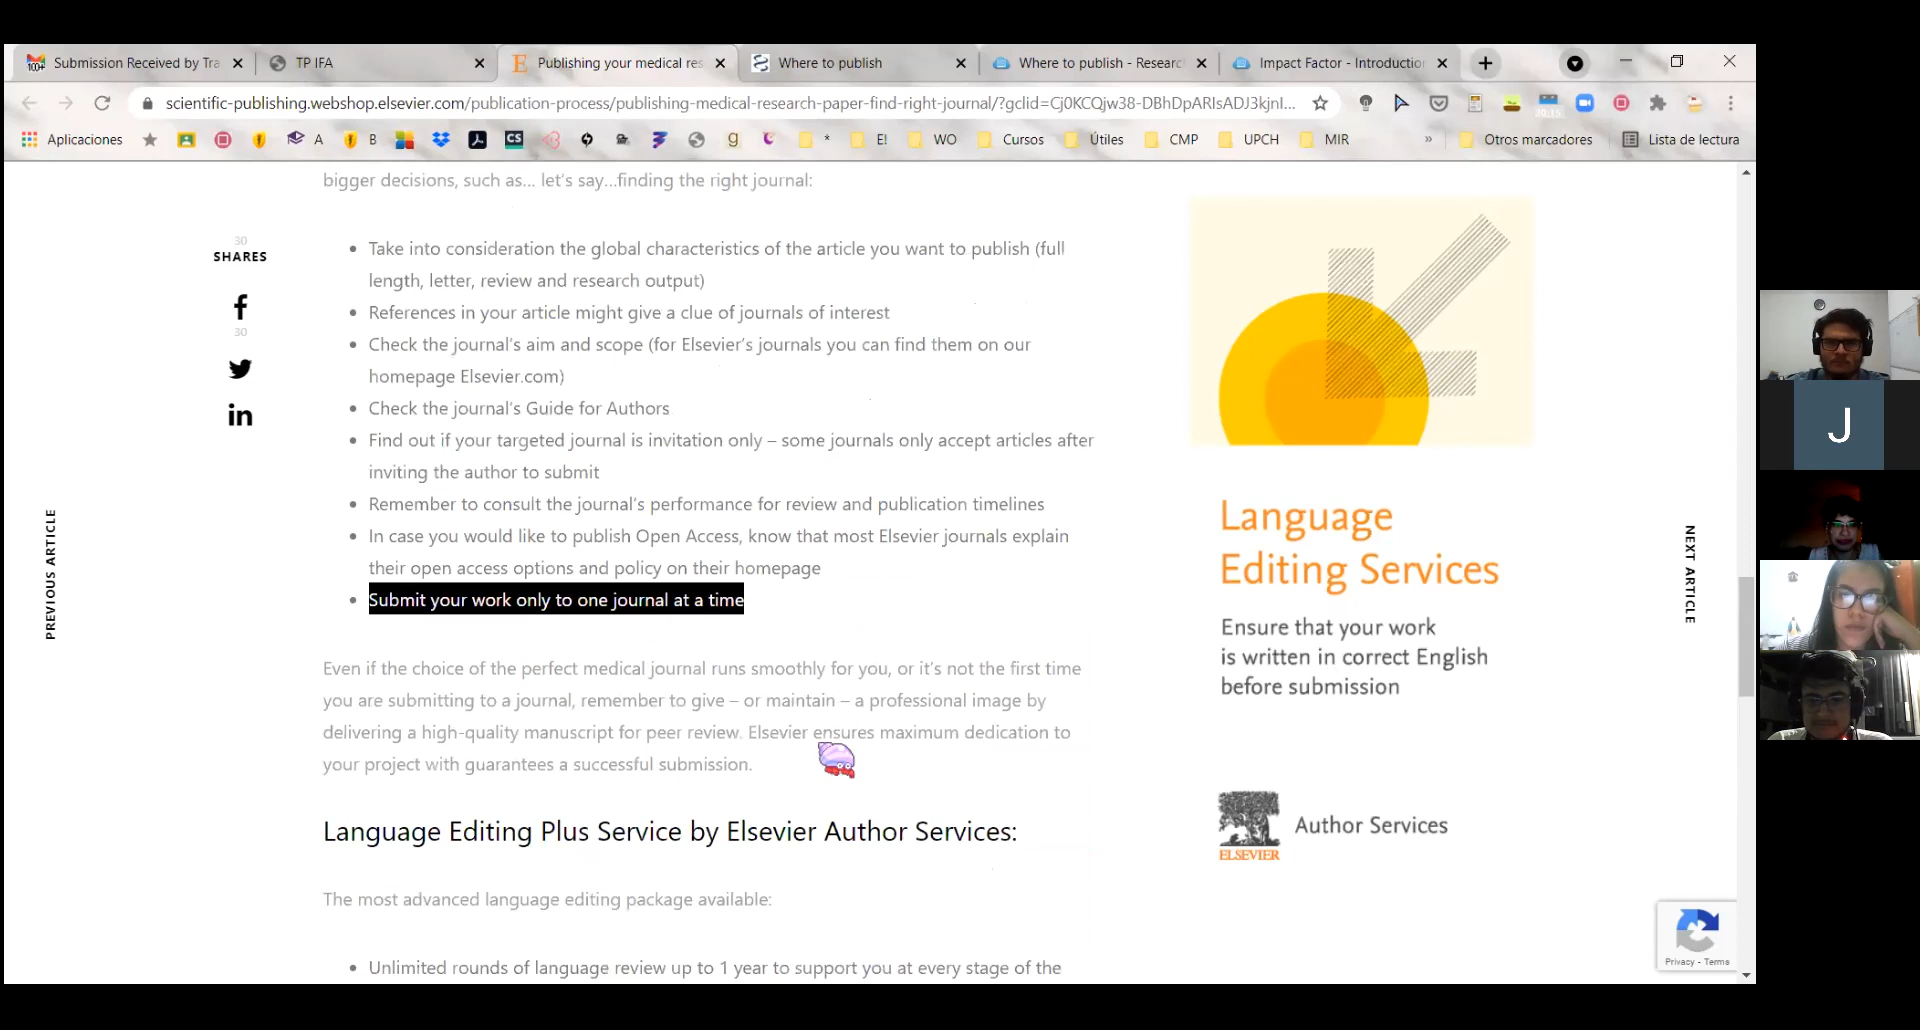 Submission Received by Tra
TP IFA
Publishing your medical res
Where to publish
Where to publish - Researc
Impact Factor - Introduction
scientific-publishing.webshop.elsevier.com/publication-process/publishing-medical-research-paper-find-right-journal/?gclid=Cj0KCQjw38-DBhDpARIsADJ3kjnI...
Aplicaciones
A
B
*
E!
WO
Cursos
Útiles
CMP
UPCH
MIR
»
Otros marcadores
Lista de lectura
bigger decisions, such as... let's say...finding the right journal:
30
SHARES
30
PREVIOUS ARTICLE
• Take into consideration the global characteristics of the article you want to publish (full
length, letter, review and research output)
• References in your article might give a clue of journals of interest
• Check the journal's aim and scope (for Elsevier's journals you can find them on our
homepage Elsevier.com)
• Check the journal's Guide for Authors
• Find out if your targeted journal is invitation only – some journals only accept articles after
inviting the author to submit
• Remember to consult the journal's performance for review and publication timelines
• In case you would like to publish Open Access, know that most Elsevier journals explain
their open access options and policy on their homepage
• Submit your work only to one journal at a time
Even if the choice of the perfect medical journal runs smoothly for you, or it's not the first time
you are submitting to a journal, remember to give – or maintain – a professional image by
delivering a high-quality manuscript for peer review. Elsevier ensures maximum dedication to
your project with guarantees a successful submission.
Language Editing Plus Service by Elsevier Author Services:
The most advanced language editing package available:
• Unlimited rounds of language review up to 1 year to support you at every stage of the
Language
Editing Services
Ensure that your work
is written in correct English
before submission
ELSEVIER
Author Services
NEXT ARTICLE
Privacy - Terms
J